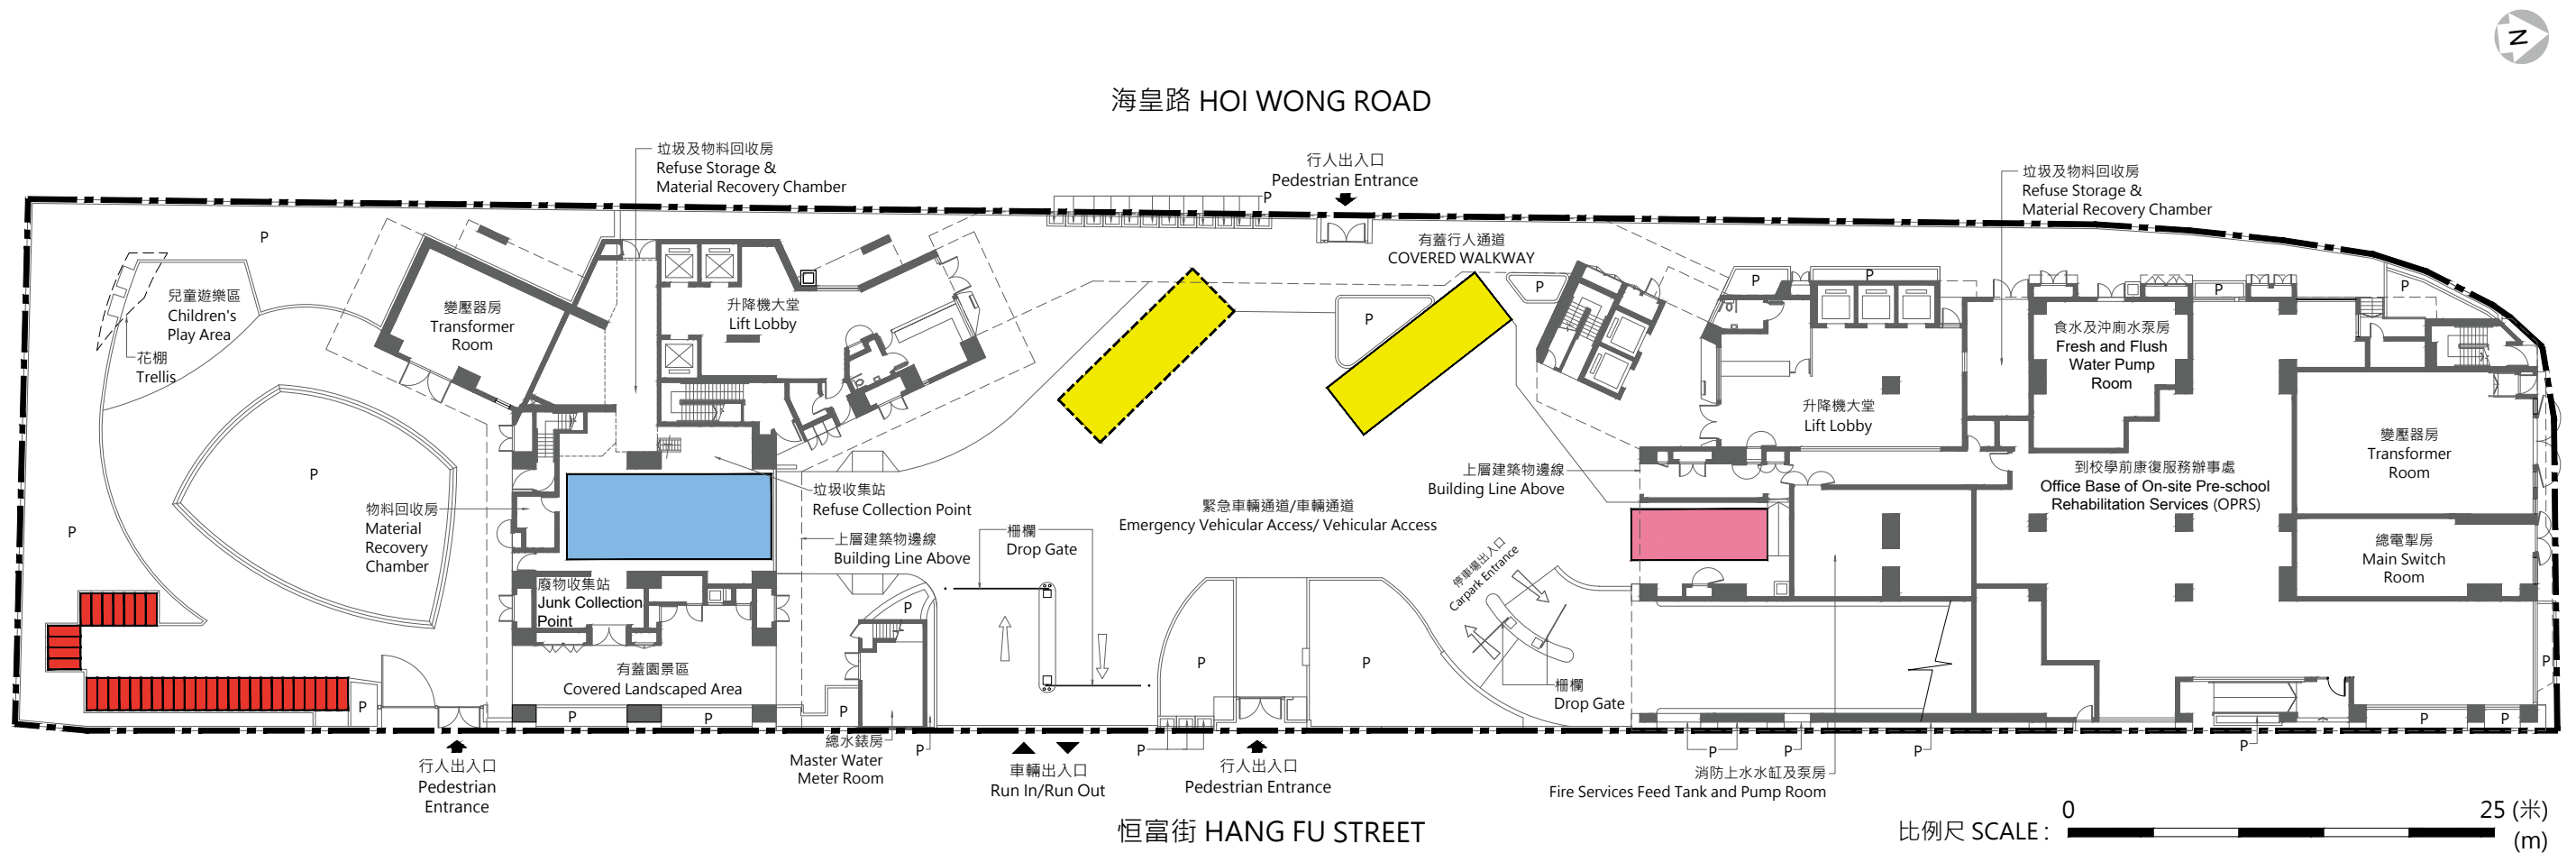 N
海皇路 HOI WONG ROAD
垃圾及物料回收房
Refuse Storage &
Material Recovery Chamber
行人出入口
Pedestrian Entrance
P
垃圾及物料回收房
Refuse Storage &
Material Recovery Chamber
P
有蓋行人通道
COVERED WALKWAY
兒童遊樂區
Children's
Play Area
花棚
Trellis
變壓器房
Transformer
Room
升降機大堂
Lift Lobby
P
P
P
P
P
P
食水及沖廁水泵房
Fresh and Flush
Water Pump
Room
升降機大堂
Lift Lobby
變壓器房
Transformer
Room
P
P
物料回收房
Material
Recovery
Chamber
垃圾收集站
Refuse Collection Point
上層建築物邊線
Building Line Above
柵欄
Drop Gate
緊急車輛通道/車輛通道
Emergency Vehicular Access/ Vehicular Access
上層建築物邊線
Building Line Above
到校學前康復服務辦事處
Office Base of On-site Pre-school
Rehabilitation Services (OPRS)
總電掣房
Main Switch
Room
停車場出入口
Carpark Entrance
廢物收集站
Junk Collection
Point
P
有蓋園景區
Covered Landscaped Area
P
P
P
柵欄
Drop Gate
P
P
P
P
P
P
P
總水錶房
Master Water
Meter Room
P
P
P
P
P
P
行人出入口
Pedestrian
Entrance
車輛出入口
Run In/Run Out
行人出入口
Pedestrian Entrance
消防上水水缸及泵房
Fire Services Feed Tank and Pump Room
恒富街 HANG FU STREET
比例尺 SCALE :
0
25 (米)
(m)